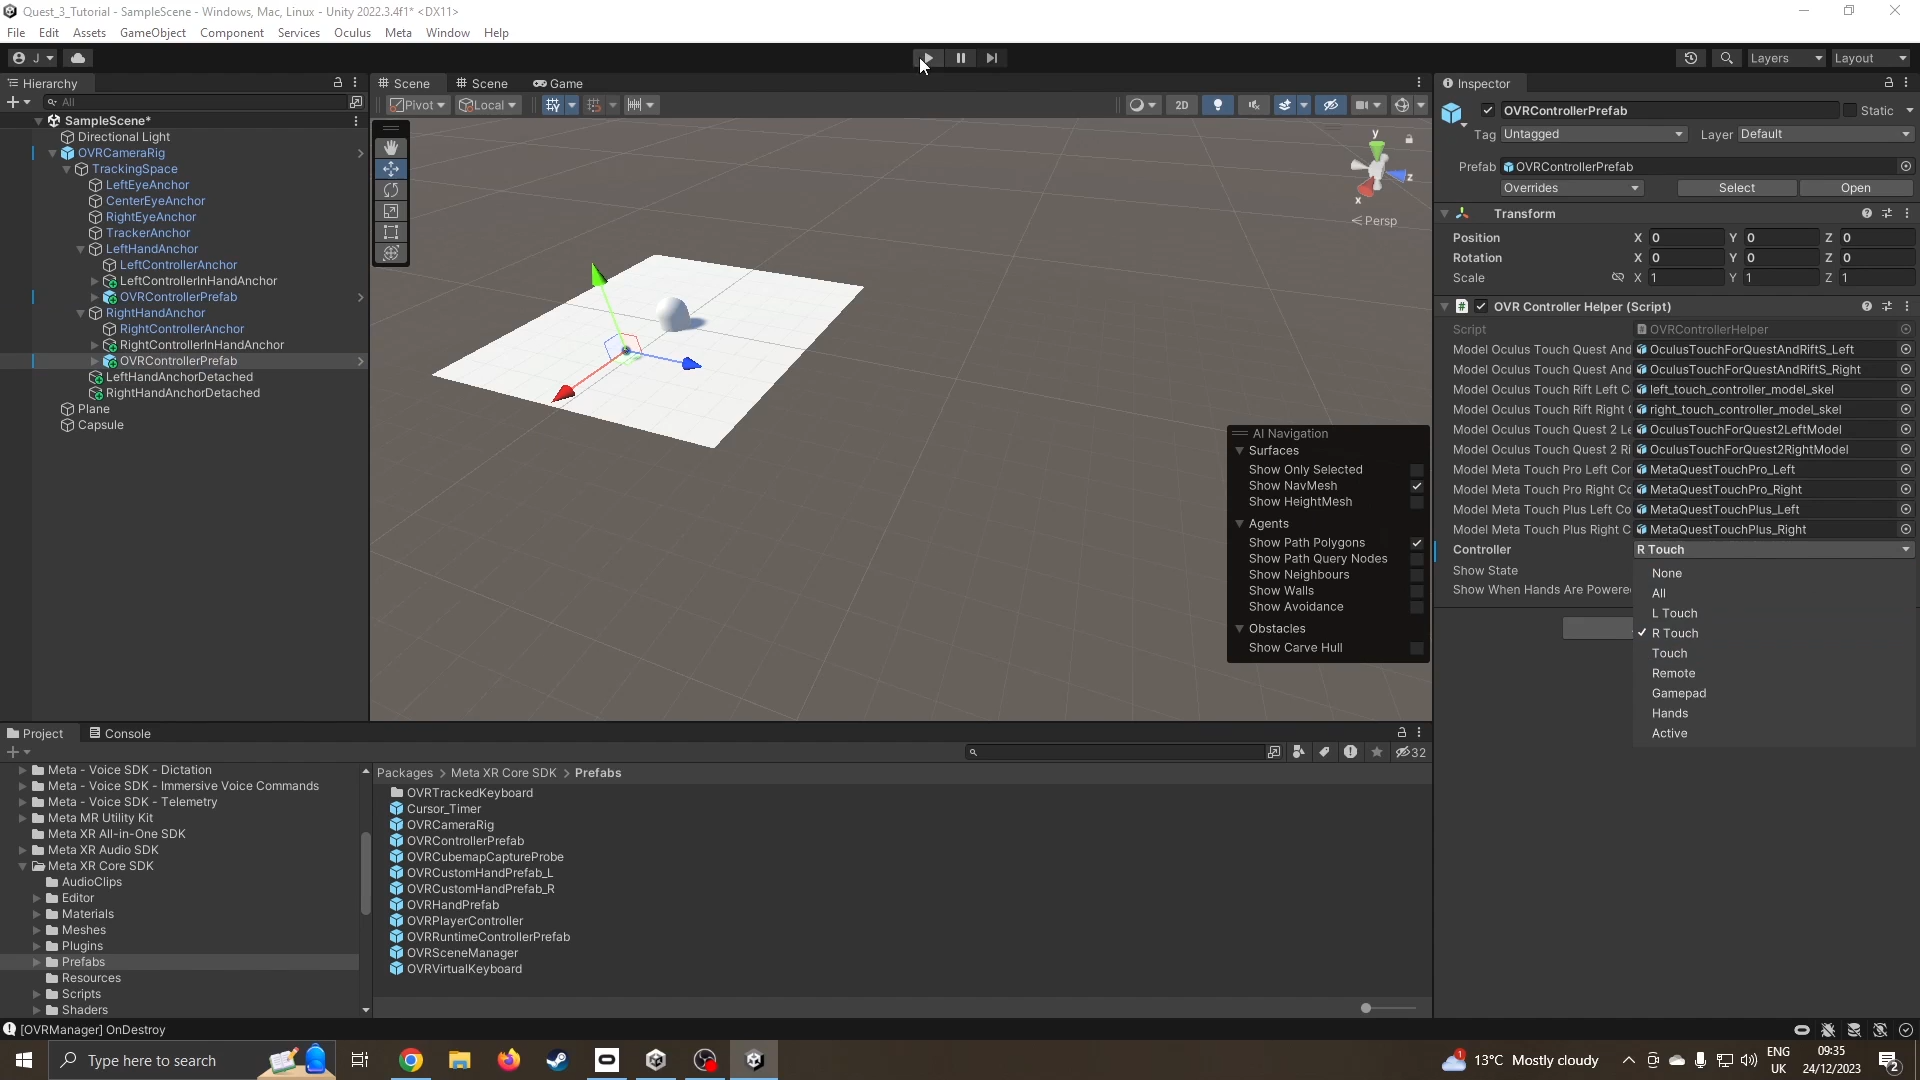 Quest_3_Tutorial - SampleScene - Windows, Mac, Linux - Unity 2022.3.4f1* <DX11>
File Edit Assets GameObject Component Services Oculus Meta Window Help
J Layers Layout
Hierarchy
All
SampleScene*
Directional Light
OVRCameraRig
TrackingSpace
LeftEyeAnchor
CenterEyeAnchor
RightEyeAnchor
TrackerAnchor
LeftHandAnchor
LeftControllerAnchor
LeftControllerInHandAnchor
OVRControllerPrefab
RightHandAnchor
RightControllerAnchor
RightControllerInHandAnchor
OVRControllerPrefab
LeftHandAnchorDetached
RightHandAnchorDetached
Plane
Capsule
Scene Scene Game
Pivot Local 2D
y
z
x
Persp
AI Navigation
Surfaces
Show Only Selected
Show NavMesh
Show HeightMesh
Agents
Show Path Polygons
Show Path Query Nodes
Show Neighbours
Show Walls
Show Avoidance
Obstacles
Show Carve Hull
Inspector
OVRControllerPrefab Static
Tag Untagged Layer Default
Prefab OVRControllerPrefab
Overrides Select Open
Transform
Position X 0 Y 0 Z 0
Rotation X 0 Y 0 Z 0
Scale X 1 Y 1 Z 1
OVR Controller Helper (Script)
Script OVRControllerHelper
Model Oculus Touch Quest And OculusTouchForQuestAndRiftS_Left
Model Oculus Touch Quest And OculusTouchForQuestAndRiftS_Right
Model Oculus Touch Rift Left C left_touch_controller_model_skel
Model Oculus Touch Rift Right ( right_touch_controller_model_skel
Model Oculus Touch Quest 2 Le OculusTouchForQuest2LeftModel
Model Oculus Touch Quest 2 Ri OculusTouchForQuest2RightModel
Model Meta Touch Pro Left Cor MetaQuestTouchPro_Left
Model Meta Touch Pro Right Cc MetaQuestTouchPro_Right
Model Meta Touch Plus Left Co MetaQuestTouchPlus_Left
Model Meta Touch Plus Right C MetaQuestTouchPlus_Right
Controller R Touch
Show State
Show When Hands Are Powere
None
All
L Touch
R Touch
Touch
Remote
Gamepad
Hands
Active
Project Console
32
Meta - Voice SDK - Dictation
Meta - Voice SDK - Immersive Voice Commands
Meta - Voice SDK - Telemetry
Meta MR Utility Kit
Meta XR All-in-One SDK
Meta XR Audio SDK
Meta XR Core SDK
AudioClips
Editor
Materials
Meshes
Plugins
Prefabs
Resources
Scripts
Shaders
Packages > Meta XR Core SDK > Prefabs
OVRTrackedKeyboard
Cursor_Timer
OVRCameraRig
OVRControllerPrefab
OVRCubemapCaptureProbe
OVRCustomHandPrefab_L
OVRCustomHandPrefab_R
OVRHandPrefab
OVRPlayerController
OVRRuntimeControllerPrefab
OVRSceneManager
OVRVirtualKeyboard
[OVRManager] OnDestroy
Type here to search
1 13°C Mostly cloudy
ENG
UK
09:35
24/12/2023
2